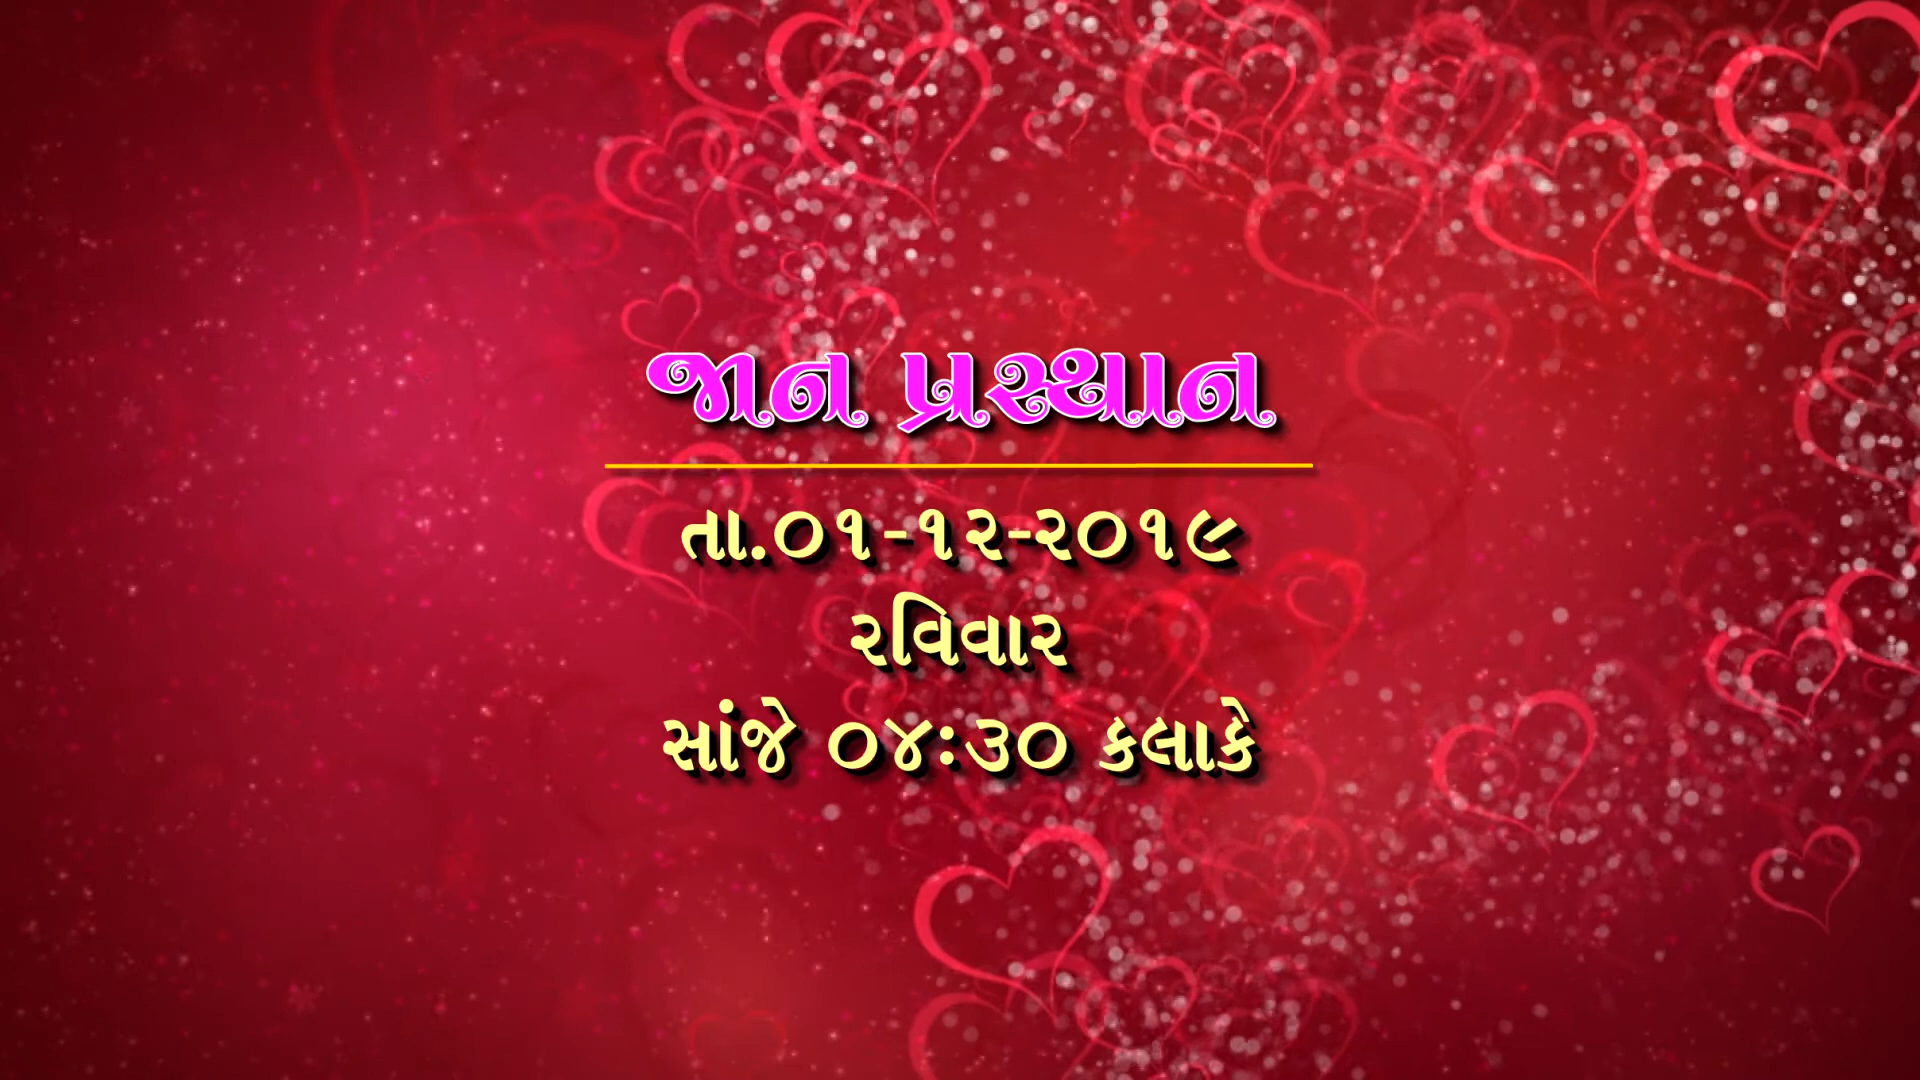 જાન પ્રસ્થાન
તા.૦૧-૧૨-૨૦૧૯
રવિવાર
સાંજે ૦૪:૩૦ કલાકે